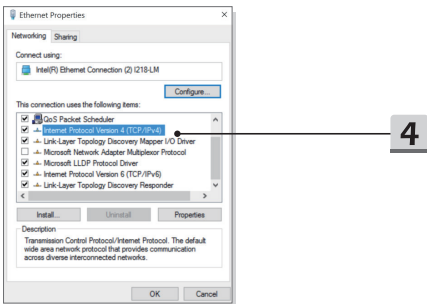 Ethernet Properties
Networking Sharing
Connect using:
Intel(R) Ethernet Connection (2) I218-LM
Configure...
This connection uses the following items:
QoS Packet Scheduler
Internet Protocol Version 4 (TCP/IPv4)
4
Link-Layer Topology Discovery Mapper I/O Driver
Microsoft Network Adapter Multiplexor Protocol
Microsoft LLDP Protocol Driver
Internet Protocol Version 6 (TCP/IPv6)
Link-Layer Topology Discovery Responder
Install... Uninstall Properties
Description
Transmission Control Protocol/Internet Protocol. The default
wide area network protocol that provides communication
across diverse interconnected networks.
OK Cancel